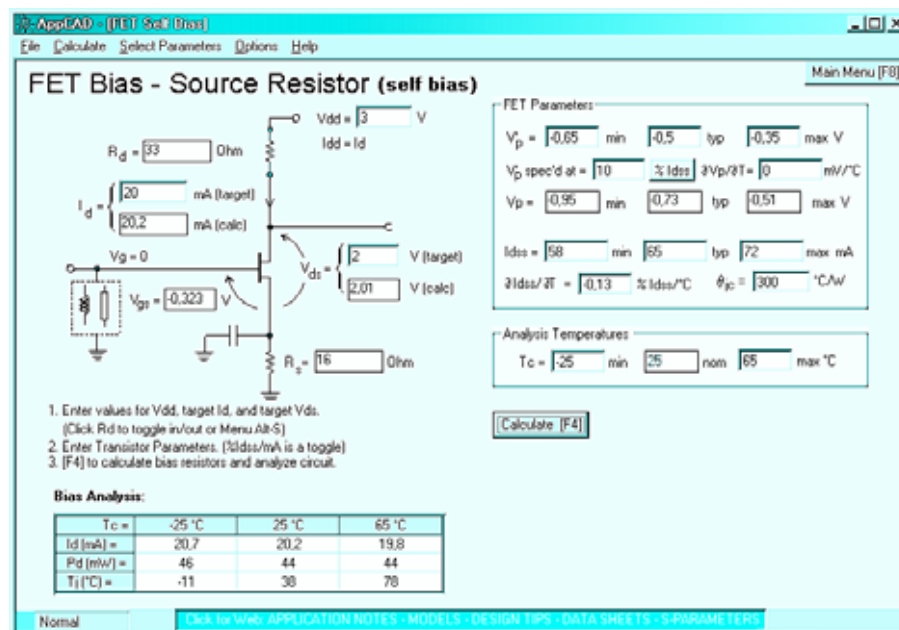 AppCAD - [FET Self Bias]
File Calculate Select Parameters Options Help
FET Bias - Source Resistor (self bias)
Main Menu [F8]
Vdd = 3 V
Idd = Id
Rd = 33 Ohm
Id = { 20 mA (target)
20,2 mA (calc)
Vg = 0
Vds = { 2 V (target)
2,01 V (calc)
Vgs = -0,323 V
Rs = 16 Ohm
FET Parameters
V'p = -0,65 min -0,5 typ -0,35 max V
V'p spec'd at = 10 % Idss ∂Vp/∂T= 0 mV/°C
Vp = -0,95 min -0,73 typ -0,51 max V
Idss = 58 min 65 typ 72 max mA
∂Idss/∂T = -0,13 % Idss/°C θjc = 300 °C/W
Analysis Temperatures
Tc = -25 min 25 nom 65 max °C
Calculate [F4]
1. Enter values for Vdd, target Id, and target Vds.
(Click Rd to toggle in/out or Menu Alt-S)
2. Enter Transistor Parameters. (%Idss/mA is a toggle)
3. [F4] to calculate bias resistors and analyze circuit.
Bias Analysis:
Tc = -25 °C 25 °C 65 °C
Id (mA) = 20,7 20,2 19,8
Pd (mW) = 46 44 44
Tj (°C) = -11 38 78
Normal
Click for Web: APPLICATION NOTES - MODELS - DESIGN TIPS - DATA SHEETS - S-PARAMETERS